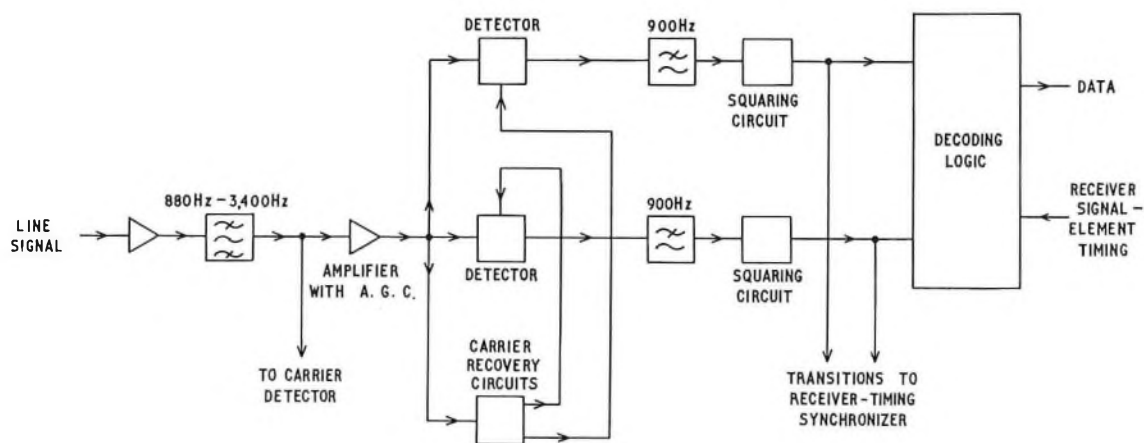 DETECTOR
900Hz
SQUARING
CIRCUIT
DATA
DECODING
LOGIC
880Hz – 3,400Hz
LINE
SIGNAL
AMPLIFIER
WITH A. G. C.
DETECTOR
900Hz
SQUARING
CIRCUIT
RECEIVER
SIGNAL –
ELEMENT
TIMING
TO CARRIER
DETECTOR
CARRIER
RECOVERY
CIRCUITS
TRANSITIONS TO
RECEIVER-TIMING
SYNCHRONIZER